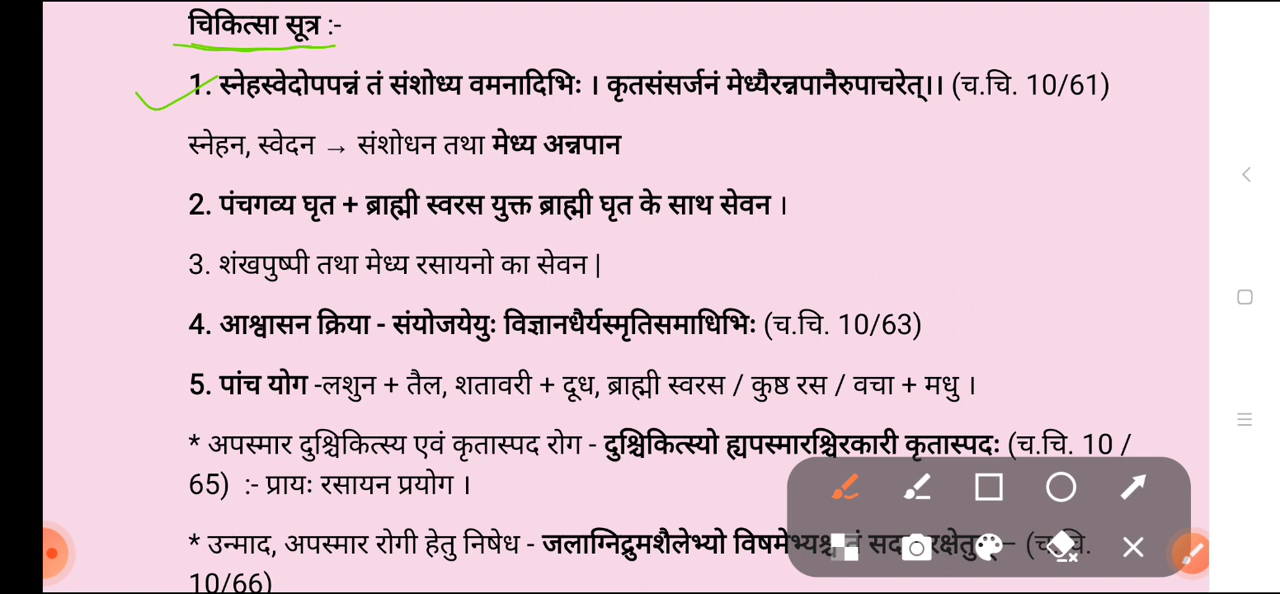 चिकित्सा सूत्र :-
1. स्नेहस्वेदोपपन्नं तं संशोध्य वमनादिभिः । कृतसंसर्जनं मेध्यैरन्नपानैरुपाचरेत्।। (च.चि. 10/61)
स्नेहन, स्वेदन → संशोधन तथा मेध्य अन्नपान
2. पंचगव्य घृत + ब्राह्मी स्वरस युक्त ब्राह्मी घृत के साथ सेवन ।
3. शंखपुष्पी तथा मेध्य रसायनो का सेवन |
4. आश्वासन क्रिया - संयोजयेयुः विज्ञानधैर्यस्मृतिसमाधिभिः (च.चि. 10/63)
5. पांच योग -लशुन + तैल, शतावरी + दूध, ब्राह्मी स्वरस / कुष्ठ रस / वचा + मधु ।
* अपस्मार दुश्चिकित्स्य एवं कृतास्पद रोग - दुश्चिकित्स्यो ह्यपस्मारश्चिरकारी कृतास्पदः (च.चि. 10 /
65) :- प्रायः रसायन प्रयोग ।
* उन्माद, अपस्मार रोगी हेतु निषेध - जलाग्निद्रुमशैलेभ्यो
10/66)